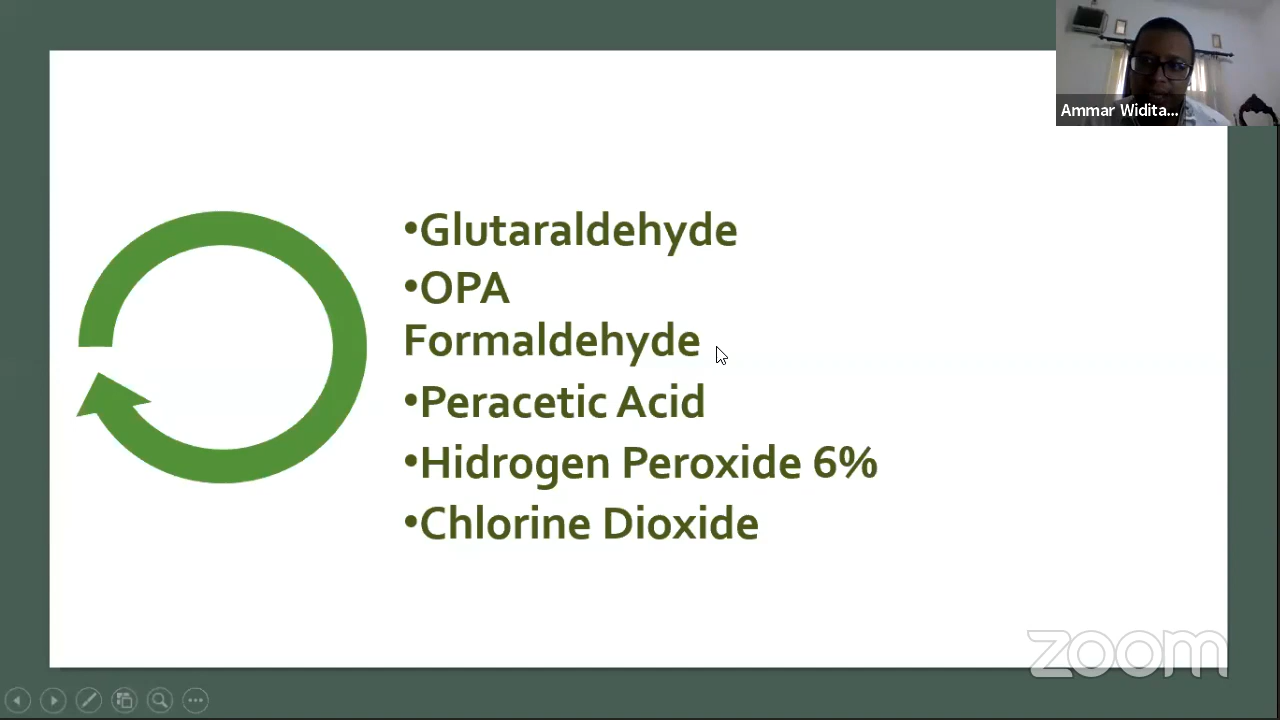 Ammar Widita...
•Glutaraldehyde
•OPA
Formaldehyde
•Peracetic Acid
•Hidrogen Peroxide 6%
•Chlorine Dioxide
zoom